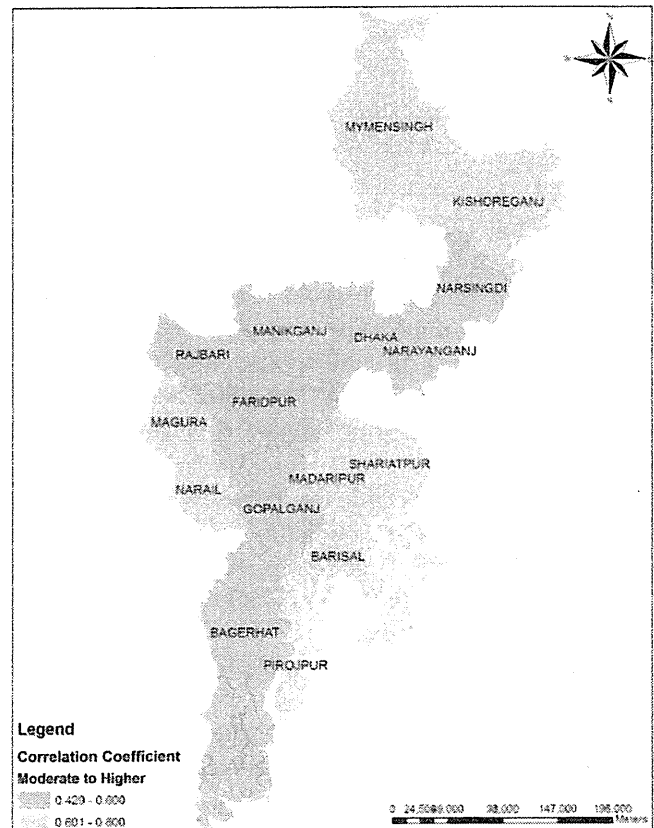 MYMENSINGH
KISHOREGANJ
NARSINGDI
MANIKGANJ
DHAKA
RAJBARI
NARAYANGANJ
FARIDPUR
MAGURA
SHARIATPUR
MADARIPUR
NARAIL
GOPALGANJ
BARISAL
BAGERHAT
PIROJPUR
Legend
Correlation Coefficient
Moderate to Higher
0.429 - 0.600
0.601 - 0.800
0 98,000 147,000 196,000
Meters